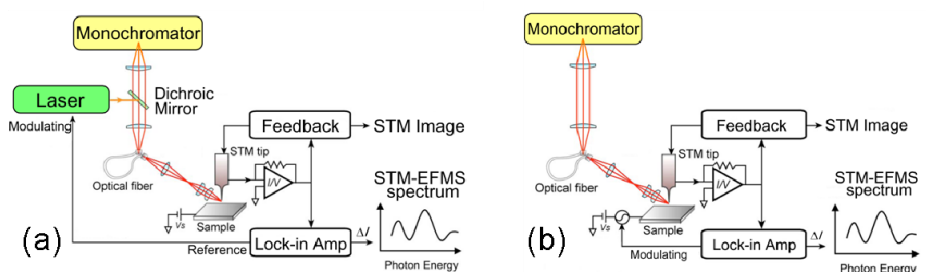 Monochromator
Laser
Dichroic
Mirror
Modulating
Optical fiber
Feedback
STM Image
STM tip
I/V
STM-EFMS
spectrum
Vs
Sample
Reference
Lock-in Amp
ΔI
Photon Energy
(a)
Monochromator
Optical fiber
Feedback
STM Image
STM tip
I/V
STM-EFMS
spectrum
Vs
Sample
Modulating
Lock-in Amp
ΔI
Photon Energy
(b)